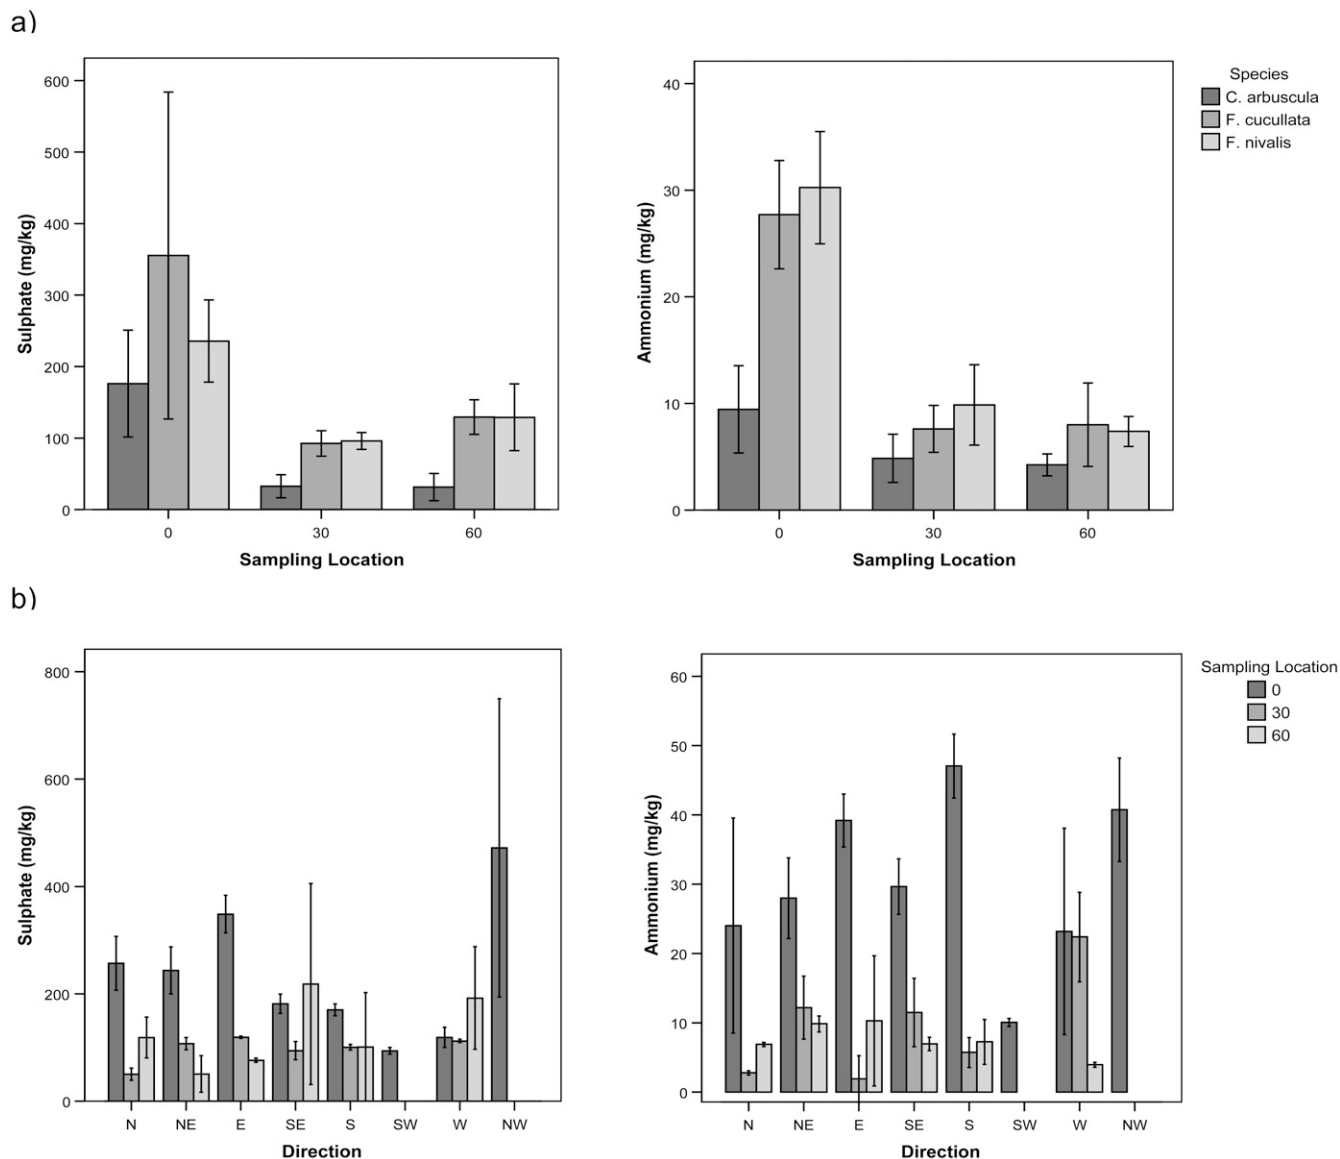 a)
600
500
400
300
200
100
0
Sulphate (mg/kg)
0 30 60
Sampling Location
40
30
20
10
0
Ammonium (mg/kg)
0 30 60
Sampling Location
Species
C. arbuscula
F. cucullata
F. nivalis
b)
800
600
400
200
0
Sulphate (mg/kg)
N NE E SE S SW W NW
Direction
60
50
40
30
20
10
0
Ammonium (mg/kg)
N NE E SE S SW W NW
Direction
Sampling Location
0
30
60